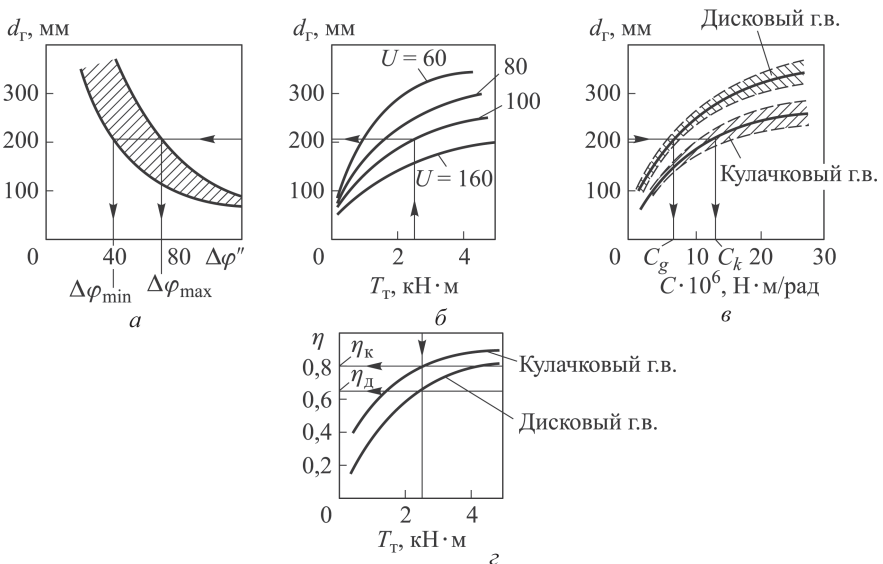 d_г, мм
300
200
100
0
40
80
Δφ″
Δφ_min
Δφ_max
а
d_г, мм
U = 60
80
100
U = 160
300
200
100
0
2
4
T_т, кН·м
б
d_г, мм
Дисковый г.в.
300
200
100
Кулачковый г.в.
0
C_g
10
C_k
20
30
C·10⁶, Н·м/рад
в
η
η_к
0,8
η_д
0,6
0,4
0,2
0
2
4
T_т, кН·м
Кулачковый г.в.
Дисковый г.в.
г